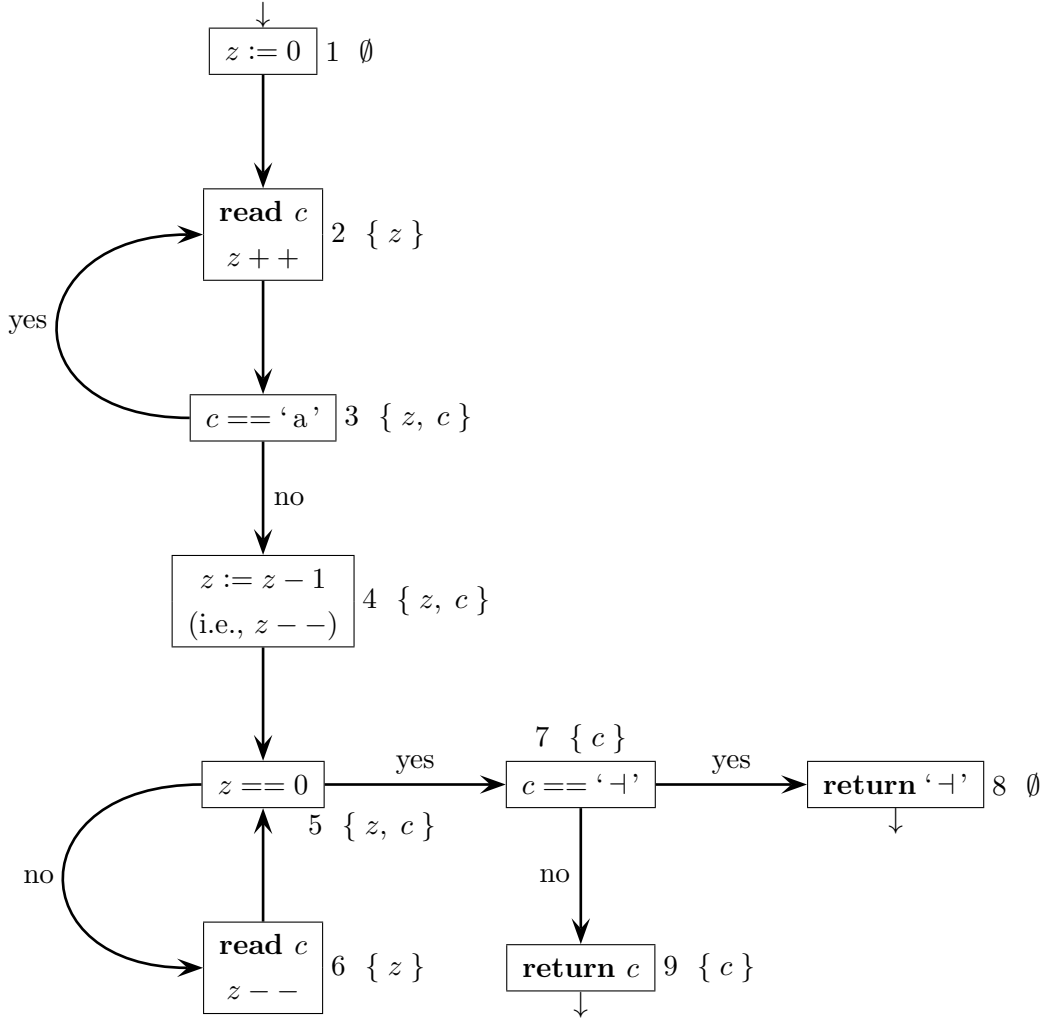 z := 0 1 ∅
read c
z + +
2 { z }
yes
c == ‘ a ’ 3 { z, c }
no
z := z − 1
(i.e., z − −)
4 { z, c }
7 { c }
z == 0 yes c == ‘ ⊣ ’ yes return ‘ ⊣ ’ 8 ∅
5 { z, c }
no no
read c
z − −
6 { z }
return c 9 { c }